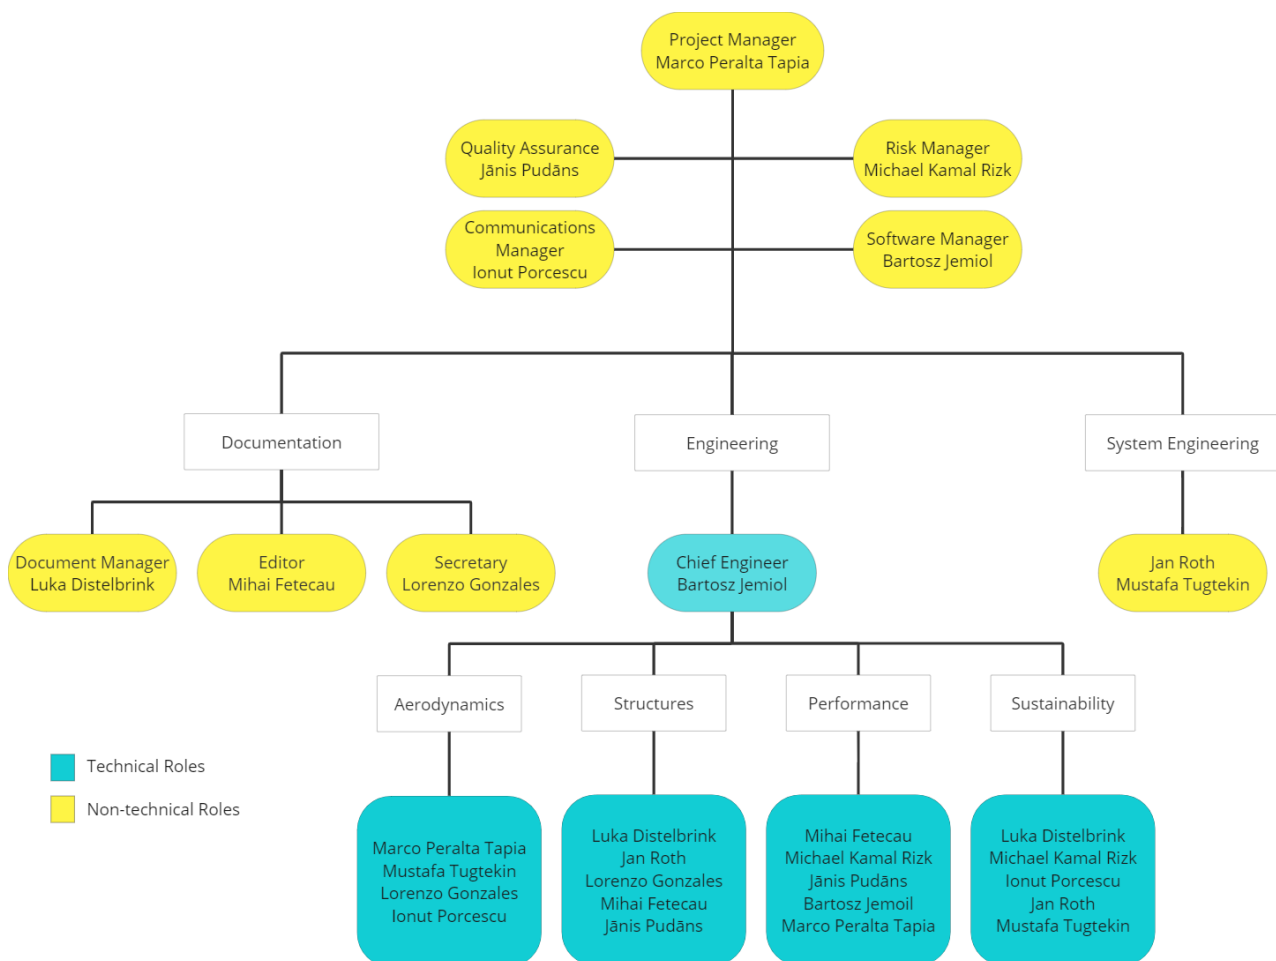 Project Manager
Marco Peralta Tapia
Quality Assurance
Jānis Pudāns
Risk Manager
Michael Kamal Rizk
Communications
Manager
Ionut Porcescu
Software Manager
Bartosz Jemiol
Documentation
Engineering
System Engineering
Document Manager
Luka Distelbrink
Editor
Mihai Fetecau
Secretary
Lorenzo Gonzales
Chief Engineer
Bartosz Jemiol
Jan Roth
Mustafa Tugtekin
Aerodynamics
Structures
Performance
Sustainability
Technical Roles
Non-technical Roles
Marco Peralta Tapia
Mustafa Tugtekin
Lorenzo Gonzales
Ionut Porcescu
Luka Distelbrink
Jan Roth
Lorenzo Gonzales
Mihai Fetecau
Jānis Pudāns
Mihai Fetecau
Michael Kamal Rizk
Jānis Pudāns
Bartosz Jemoil
Marco Peralta Tapia
Luka Distelbrink
Michael Kamal Rizk
Ionut Porcescu
Jan Roth
Mustafa Tugtekin